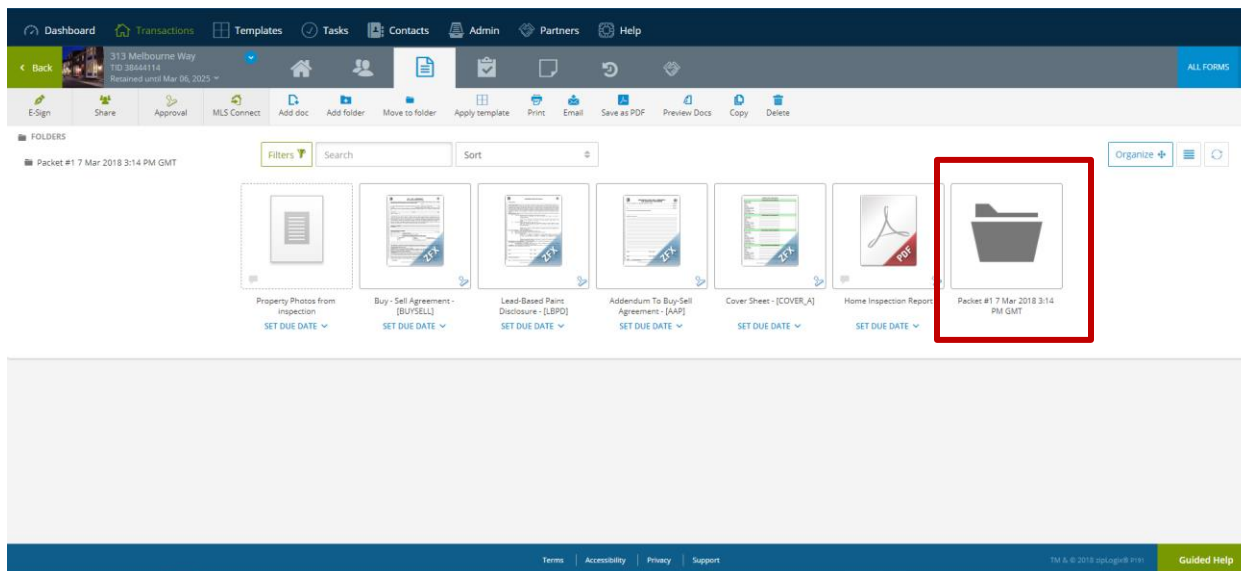 Dashboard Transactions Templates Tasks Contacts Admin Partners Help
Back
313 Melbourne Way
TID 38444114
Retained until Mar 06, 2025
ALL FORMS
E-Sign Share Approval MLS Connect Add doc Add folder Move to folder Apply template Print Email Save as PDF Preview Docs Copy Delete
FOLDERS
Packet #1 7 Mar 2018 3:14 PM GMT
Filters Search Sort Organize
ZFX ZFX ZFX ZFX PDF
Property Photos from
inspection
SET DUE DATE
Buy - Sell Agreement -
[BUYSELL]
SET DUE DATE
Lead-Based Paint
Disclosure - [LBPD]
SET DUE DATE
Addendum To Buy-Sell
Agreement - [AAP]
SET DUE DATE
Cover Sheet - [COVER_A]
SET DUE DATE
Home Inspection Report
SET DUE DATE
Packet #1 7 Mar 2018 3:14
PM GMT
Terms | Accessibility | Privacy | Support
TM & © 2018 zipLogix®
Guided Help